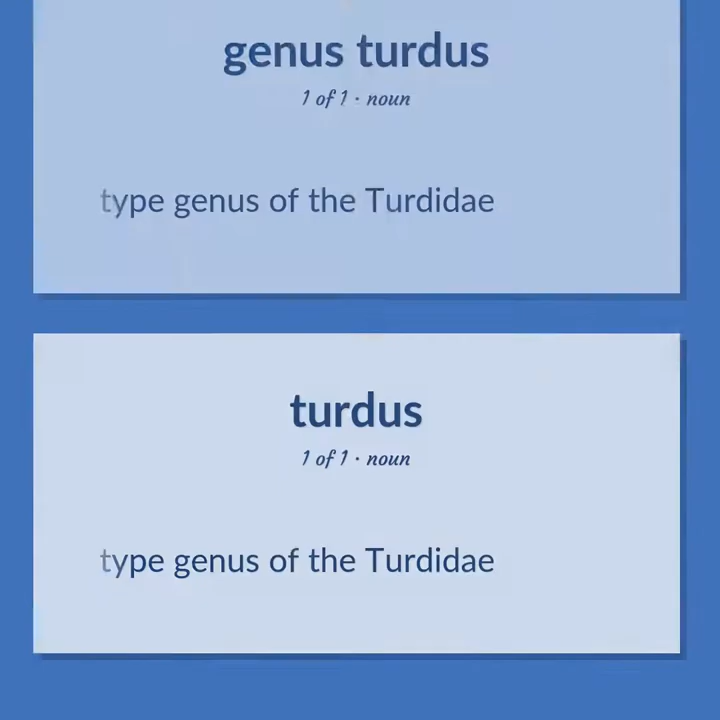 genus turdus
1 of 1 · noun
type genus of the Turdidae
turdus
1 of 1 · noun
type genus of the Turdidae